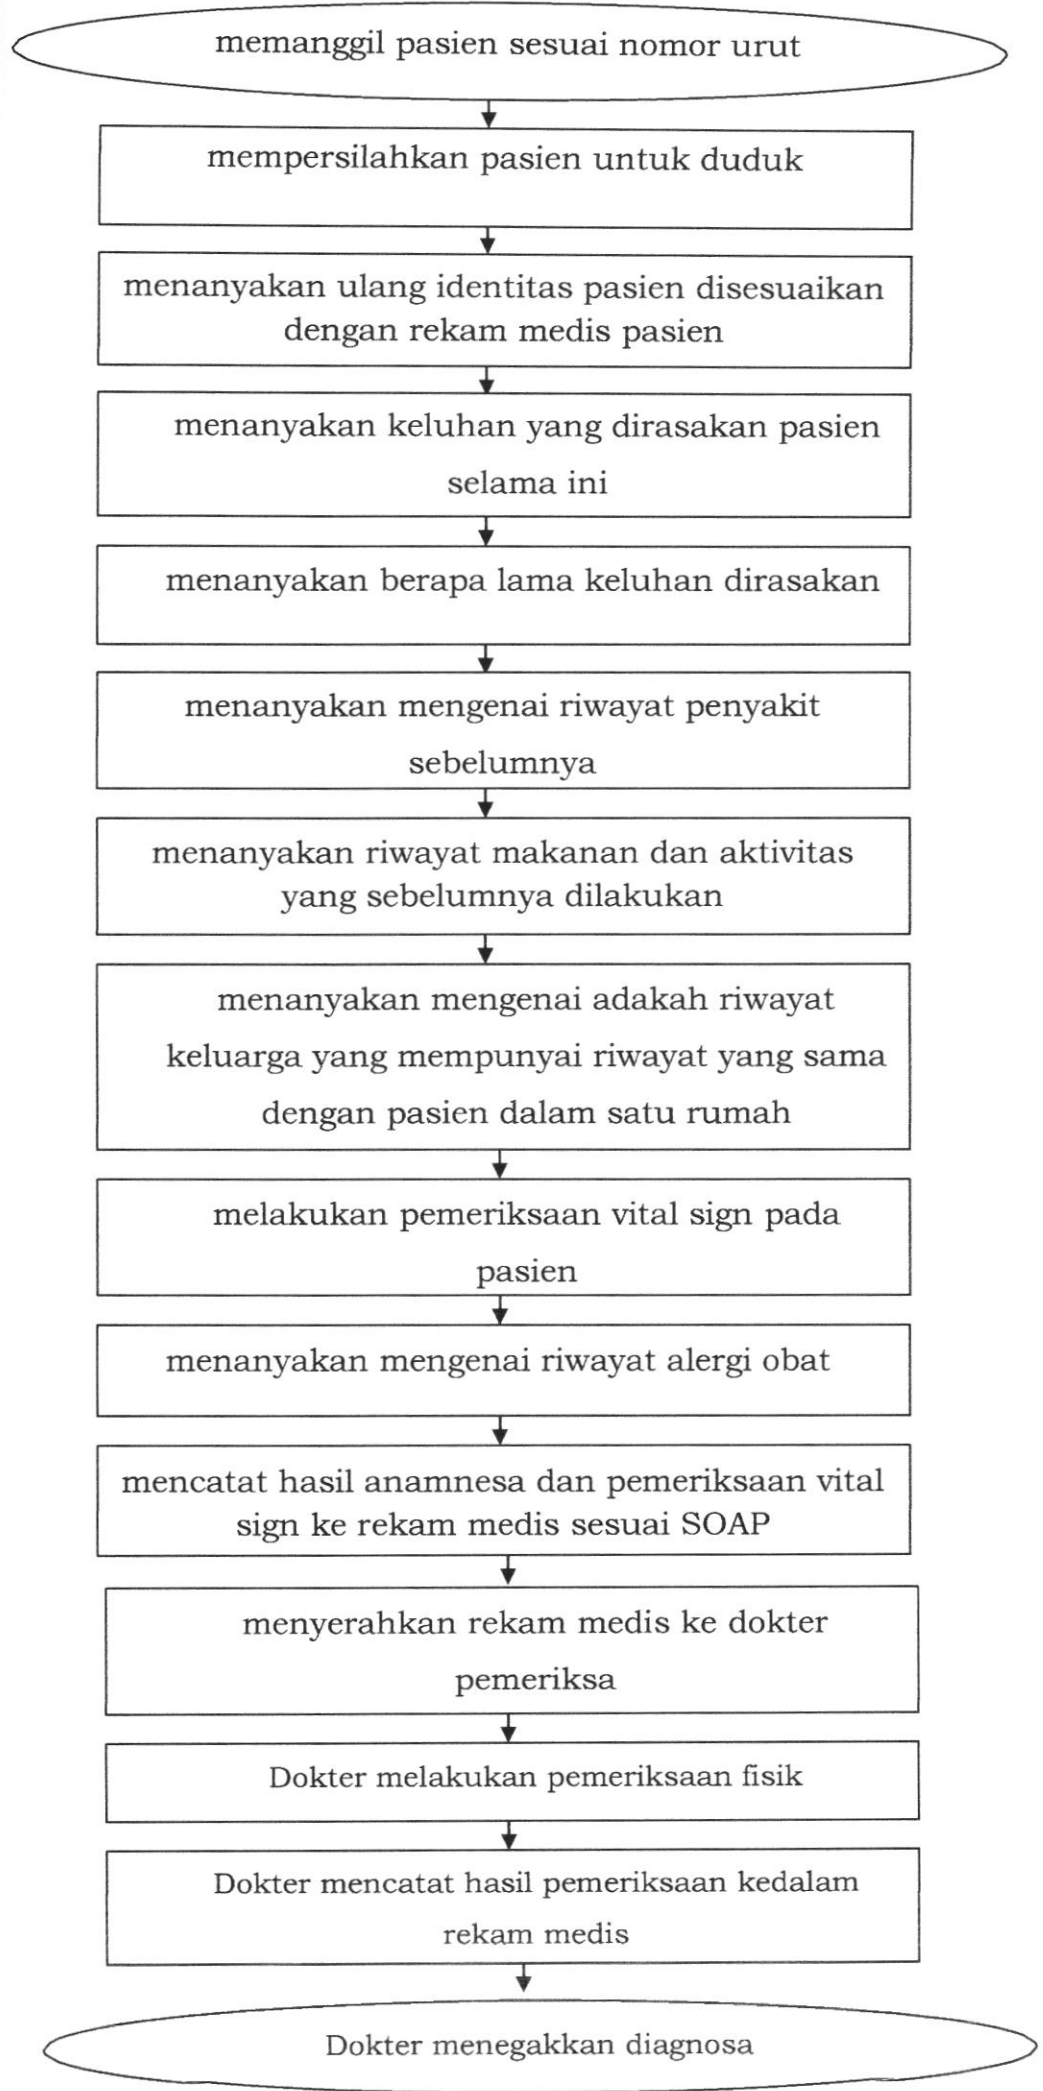 memanggil pasien sesuai nomor urut
mempersilahkan pasien untuk duduk
menanyakan ulang identitas pasien disesuaikan
dengan rekam medis pasien
menanyakan keluhan yang dirasakan pasien
selama ini
menanyakan berapa lama keluhan dirasakan
menanyakan mengenai riwayat penyakit
sebelumnya
menanyakan riwayat makanan dan aktivitas
yang sebelumnya dilakukan
menanyakan mengenai adakah riwayat
keluarga yang mempunyai riwayat yang sama
dengan pasien dalam satu rumah
melakukan pemeriksaan vital sign pada
pasien
menanyakan mengenai riwayat alergi obat
mencatat hasil anamnesa dan pemeriksaan vital
sign ke rekam medis sesuai SOAP
menyerahkan rekam medis ke dokter
pemeriksa
Dokter melakukan pemeriksaan fisik
Dokter mencatat hasil pemeriksaan kedalam
rekam medis
Dokter menegakkan diagnosa